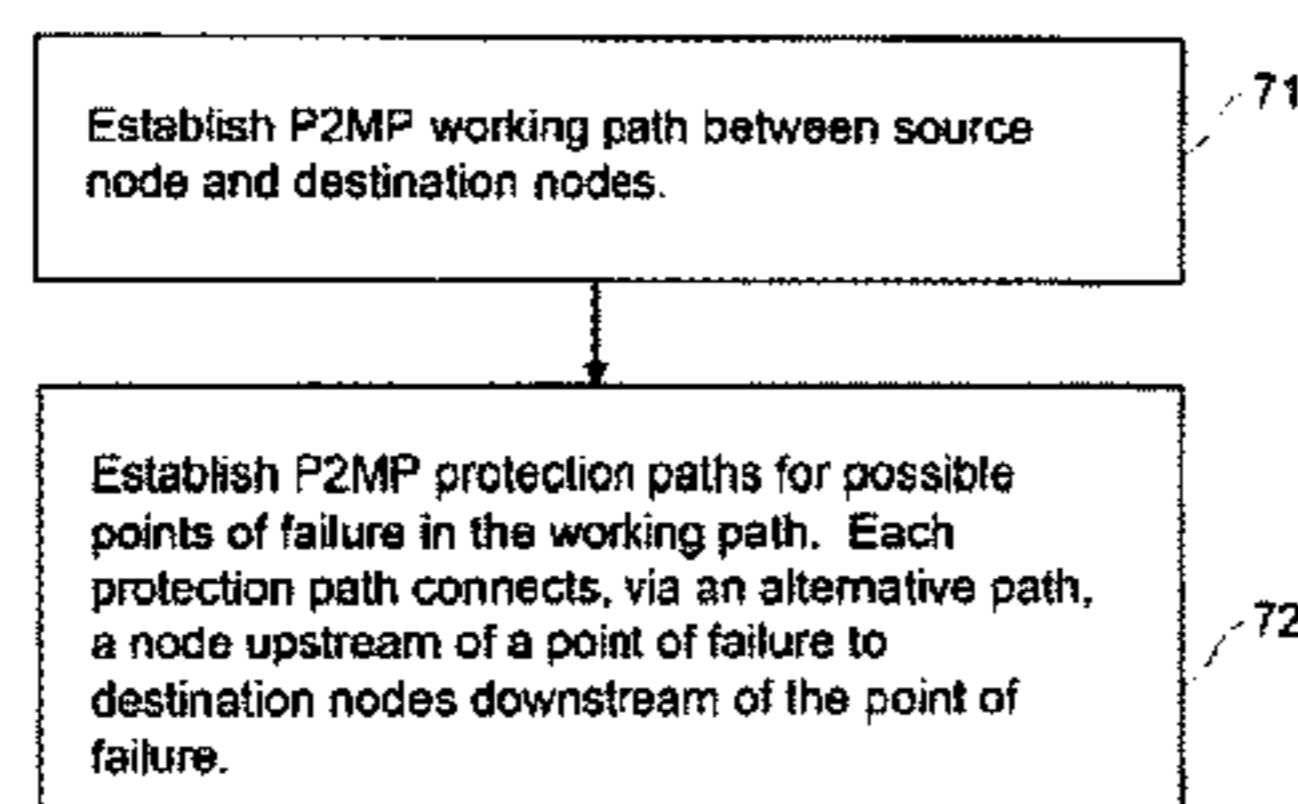 Establish P2MP working path between source
node and destination nodes.
71
Establish P2MP protection paths for possible
points of failure in the working path. Each
protection path connects, via an alternative path,
a node upstream of a point of failure to
destination nodes downstream of the point of
failure.
72